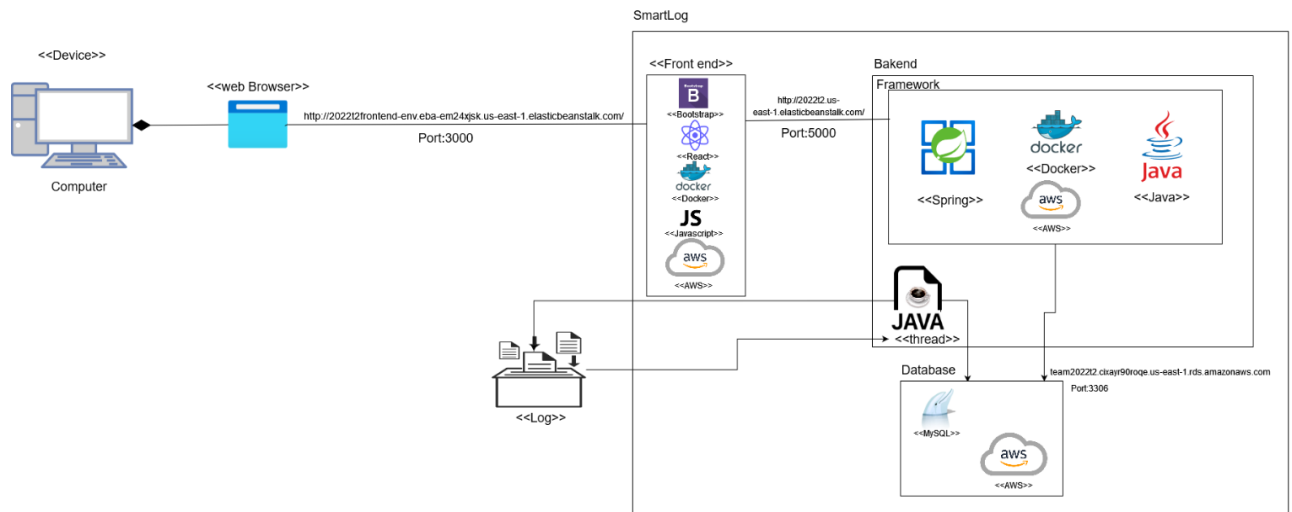 SmartLog
<<Device>>
Computer
<<web Browser>>
http://2022t2frontend-env.eba-em24xjsk.us-east-1.elasticbeanstalk.com/
Port:3000
<<Front end>>
Bootstrap
B
<<Bootstrap>>
<<React>>
docker
<<Docker>>
JS
<<Javascript>>
aws
<<AWS>>
http://2022t2.us-
east-1.elasticbeanstalk.com/
Port:5000
Bakend
Framework
<<Spring>>
docker
<<Docker>>
aws
<<AWS>>
Java
<<Java>>
JAVA
<<thread>>
<<Log>>
Database
team2022t2.cixayr90roqe.us-east-1.rds.amazonaws.com
Port:3306
<<MySQL>>
aws
<<AWS>>